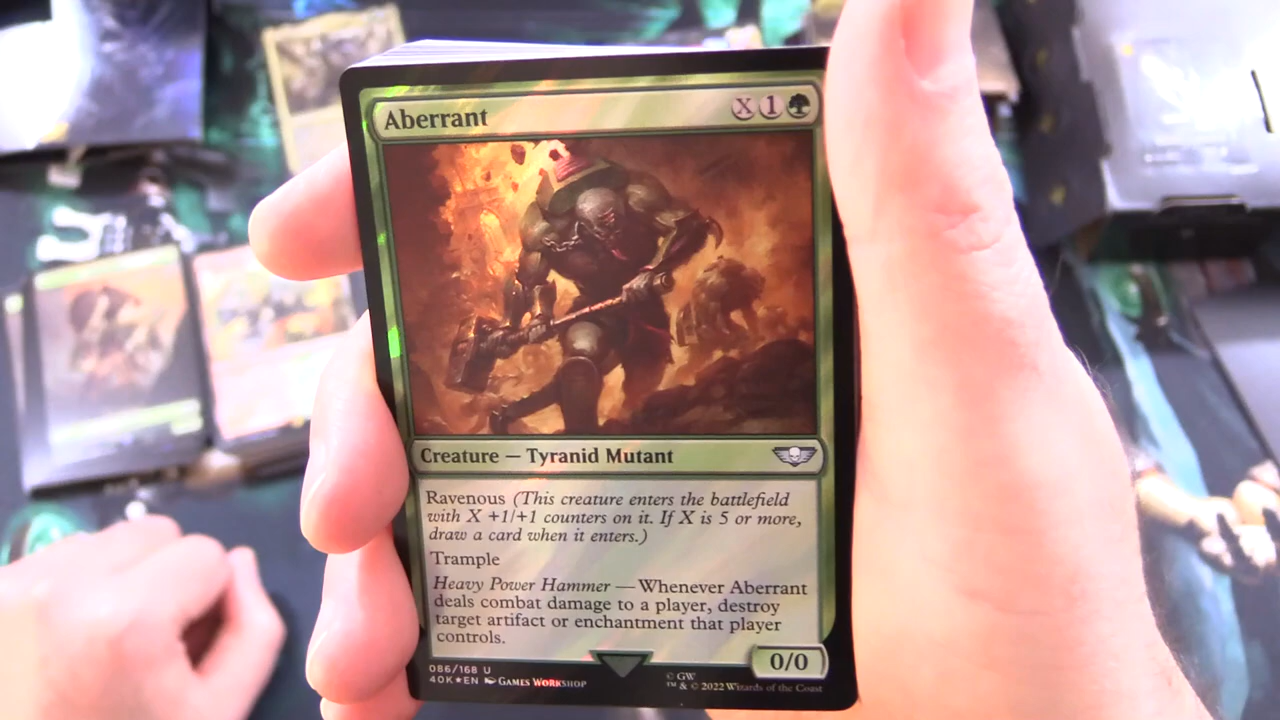 Aberrant X 1
Creature — Tyranid Mutant
Ravenous (This creature enters the battlefield
with X +1/+1 counters on it. If X is 5 or more,
draw a card when it enters.)
Trample
Heavy Power Hammer — Whenever Aberrant
deals combat damage to a player, destroy
target artifact or enchantment that player
controls.
0/0
086/168 U
40K★EN GAMES WORKSHOP
© GW
™ & © 2022 Wizards of the Coast